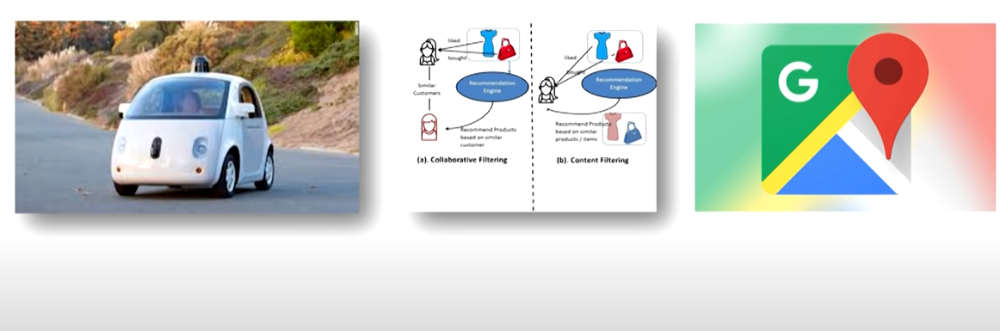 liked
bought
Recommendation
Engine
Similar
Customers
Recommend Products
based on similar
customer
(a). Collaborative Filtering
liked
bought
Recommendation
Engine
Recommend Products
based on similar
products / items
(b). Content Filtering
G